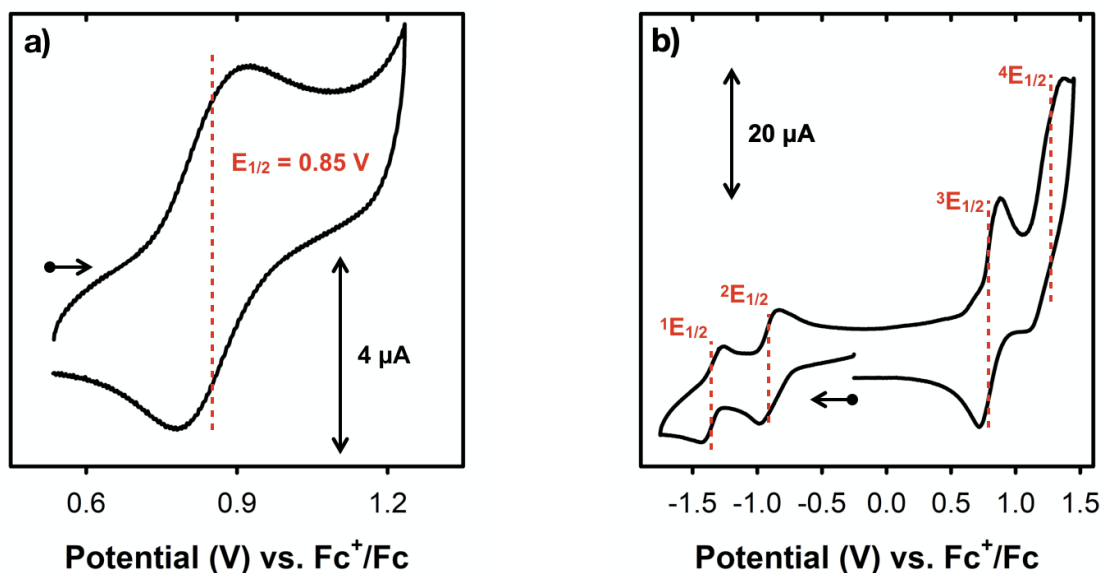 a)
E1/2 = 0.85 V
4 µA
0.6 0.9 1.2
Potential (V) vs. Fc+/Fc
b)
4E1/2
20 µA
3E1/2
2E1/2
1E1/2
-1.5 -1.0 -0.5 0.0 0.5 1.0 1.5
Potential (V) vs. Fc+/Fc